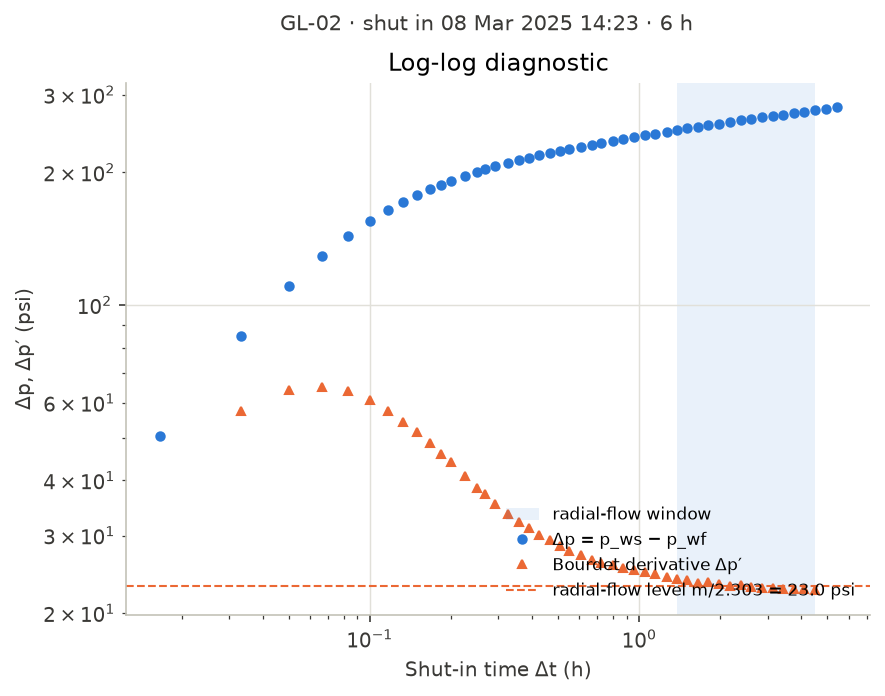 GL-02 · shut in 08 Mar 2025 14:23 · 6 h
Log-log diagnostic
Δp, Δp′ (psi)
3 × 10²
2 × 10²
10²
6 × 10¹
4 × 10¹
3 × 10¹
2 × 10¹
radial-flow window
Δp = p_ws − p_wf
Bourdet derivative Δp′
radial-flow level m/2.303 = 23.0 psi
10⁻¹
10⁰
Shut-in time Δt (h)